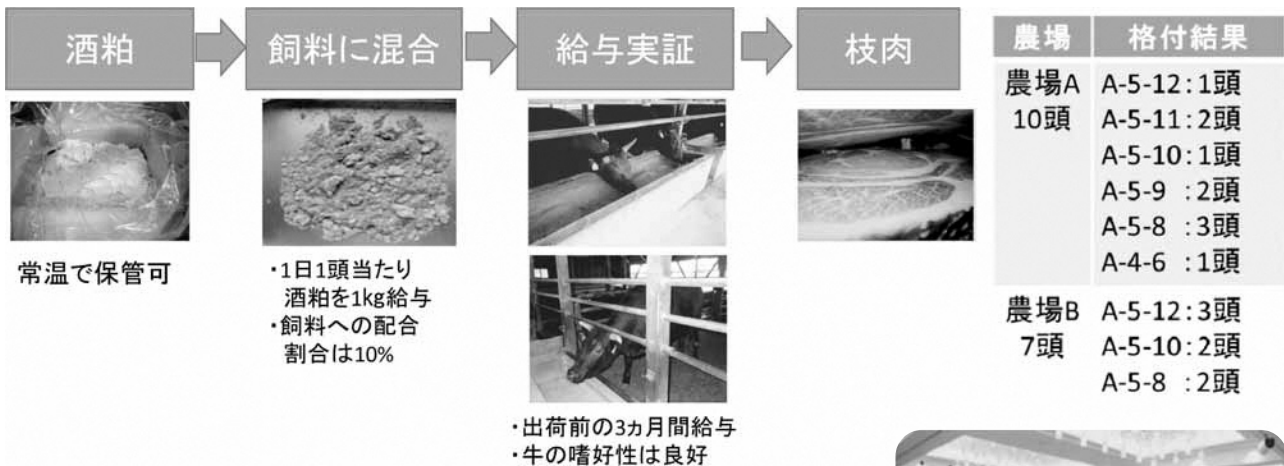 酒粕
飼料に混合
給与実証
枝肉
常温で保管可
・1日1頭当たり
酒粕を1kg給与
・飼料への配合
割合は10%
・出荷前の3ヵ月間給与
・牛の嗜好性は良好
農場 格付結果
農場A A-5-12:1頭
10頭 A-5-11:2頭
A-5-10:1頭
A-5-9 :2頭
A-5-8 :3頭
A-4-6 :1頭
農場B A-5-12:3頭
7頭 A-5-10:2頭
A-5-8 :2頭